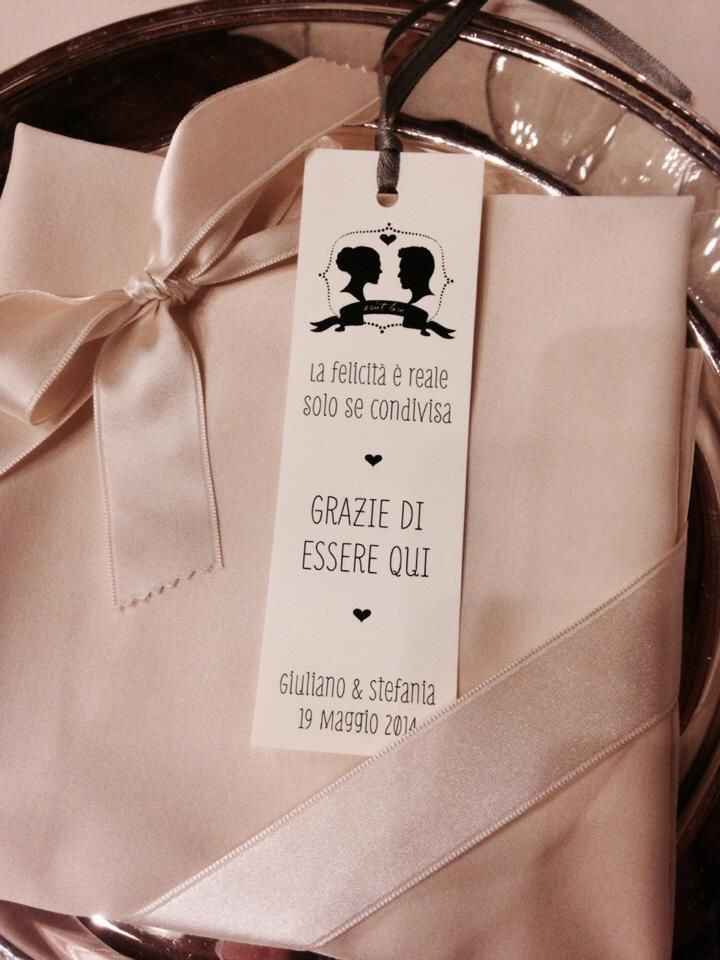 La felicità è reale
solo se condivisa
GRAZIE DI
ESSERE QUI
Giuliano & Stefania
19 Maggio 2014